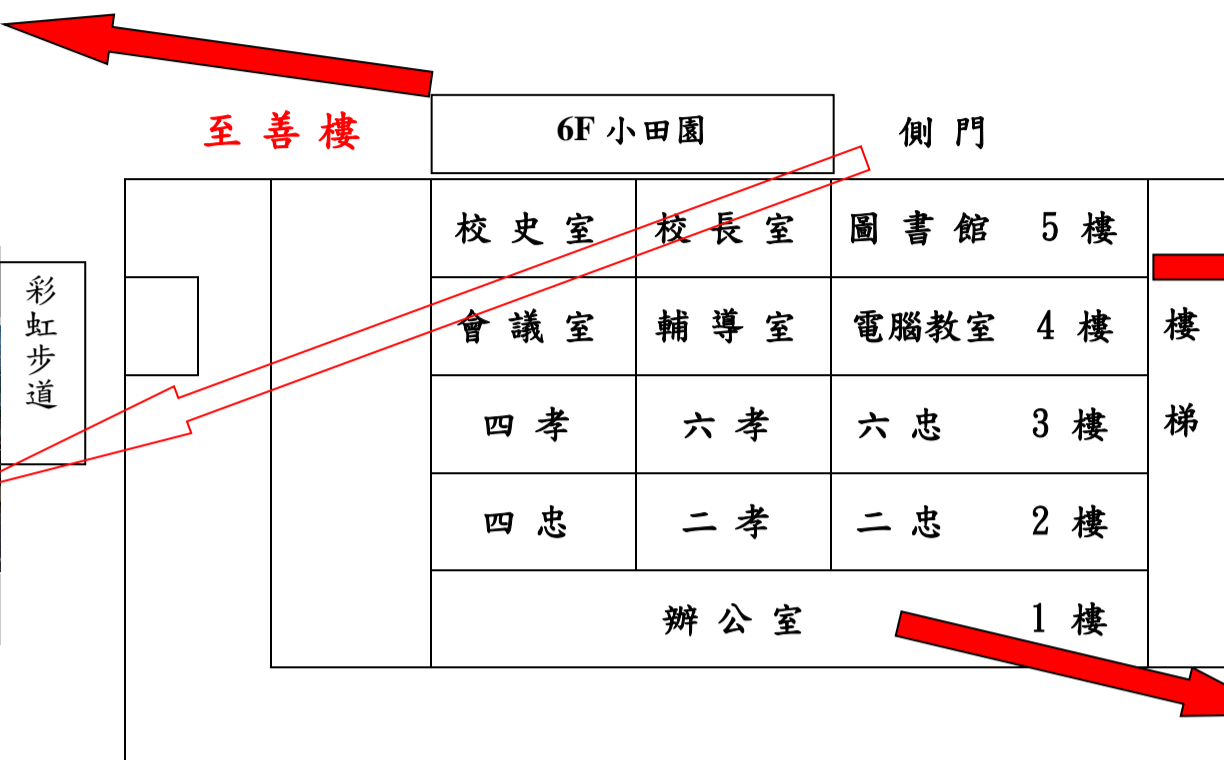 至善樓
6F 小田園
側門
校史室 校長室 圖書館 5 樓
會議室 輔導室 電腦教室 4 樓
四孝 六孝 六忠 3 樓
四忠 二孝 二忠 2 樓
辦公室 1 樓
樓梯
彩虹步道